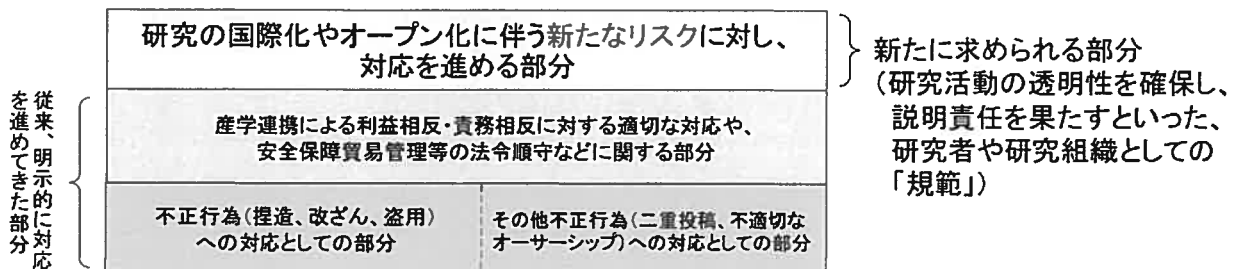 研究の国際化やオープン化に伴う新たなリスクに対し、
対応を進める部分
新たに求められる部分
（研究活動の透明性を確保し、
説明責任を果たすといった、
研究者や研究組織としての
「規範」）
従来、明示的に対応
を進めてきた部分
産学連携による利益相反・責務相反に対する適切な対応や、
安全保障貿易管理等の法令順守などに関する部分
不正行為（捏造、改ざん、盗用）
への対応としての部分
その他不正行為（二重投稿、不適切な
オーサーシップ）への対応としての部分